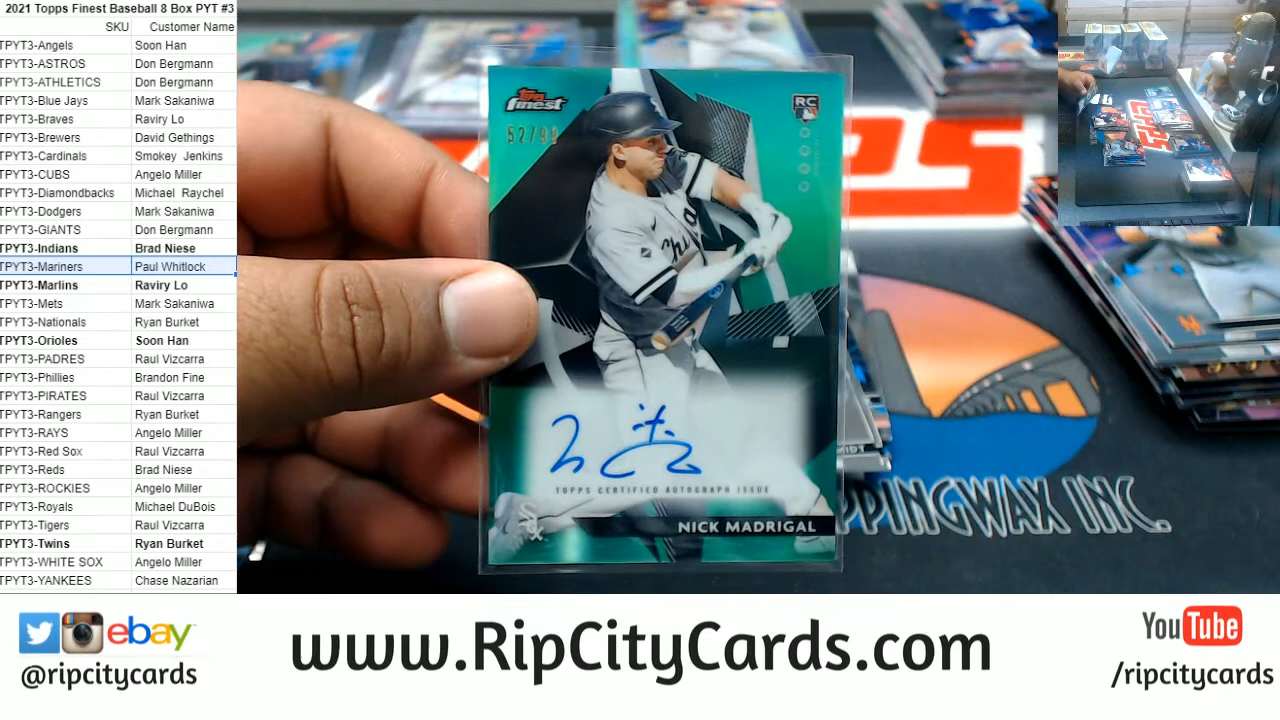 2021 Topps Finest Baseball 8 Box PYT #3
SKU Customer Name
TPYT3-Angels Soon Han
TPYT3-ASTROS Don Bergmann
TPYT3-ATHLETICS Don Bergmann
TPYT3-Blue Jays Mark Sakaniwa
TPYT3-Braves Raviry Lo
TPYT3-Brewers David Gethings
TPYT3-Cardinals Smokey Jenkins
TPYT3-CUBS Angelo Miller
TPYT3-Diamondbacks Michael Raychel
TPYT3-Dodgers Mark Sakaniwa
TPYT3-GIANTS Don Bergmann
TPYT3-Indians Brad Niese
TPYT3-Mariners Paul Whitlock
TPYT3-Marlins Raviry Lo
TPYT3-Mets Mark Sakaniwa
TPYT3-Nationals Ryan Burket
TPYT3-Orioles Soon Han
TPYT3-PADRES Raul Vizcarra
TPYT3-Phillies Brandon Fine
TPYT3-PIRATES Raul Vizcarra
TPYT3-Rangers Ryan Burket
TPYT3-RAYS Angelo Miller
TPYT3-Red Sox Raul Vizcarra
TPYT3-Reds Brad Niese
TPYT3-ROCKIES Angelo Miller
TPYT3-Royals Michael DuBois
TPYT3-Tigers Raul Vizcarra
TPYT3-Twins Ryan Burket
TPYT3-WHITE SOX Angelo Miller
TPYT3-YANKEES Chase Nazarian
Topps finest
RC
52/99
TOPPS CERTIFIED AUTOGRAPH ISSUE
Sox
NICK MADRIGAL
PPINGWAX INC.
ebay
@ripcitycards
www.RipCityCards.com
YouTube
/ripcitycards